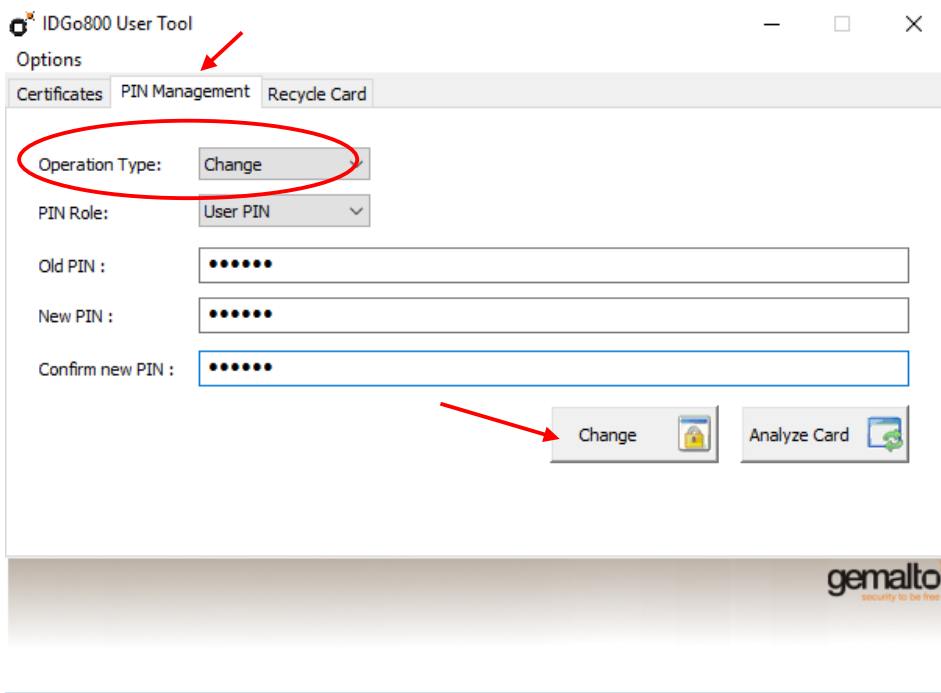 IDGo800 User Tool
Options
Certificates PIN Management Recycle Card
Operation Type: Change
PIN Role: User PIN
Old PIN : ••••••
New PIN : ••••••
Confirm new PIN : ••••••
Change Analyze Card
gemalto
security to be free